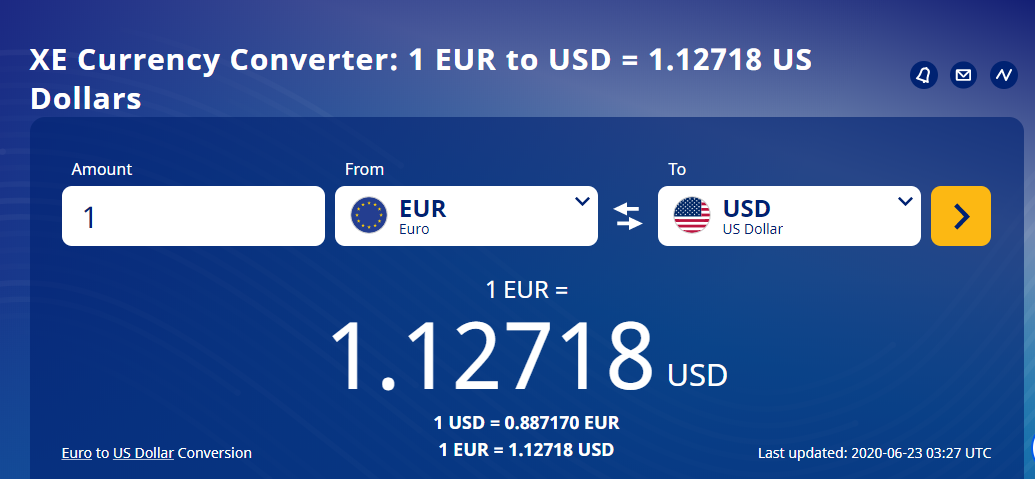 XE Currency Converter: 1 EUR to USD = 1.12718 US
Dollars
Amount
From
To
1
EUR
Euro
USD
US Dollar
1 EUR =
1.12718 USD
1 USD = 0.887170 EUR
1 EUR = 1.12718 USD
Euro to US Dollar Conversion
Last updated: 2020-06-23 03:27 UTC